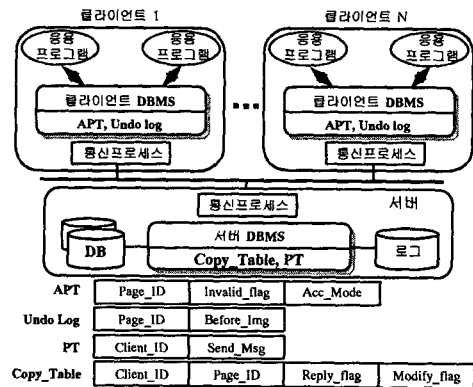 클라이언트 1
클라이언트 N
응용 프로그램
응용 프로그램
응용 프로그램
응용 프로그램
클라이언트 DBMS
APT, Undo log
클라이언트 DBMS
APT, Undo log
통신프로세스
통신프로세스
통신프로세스
서버
DB
서버 DBMS
Copy_Table, PT
로그
APT Page_ID Invalid_flag Acc_Mode
Undo Log Page_ID Before_Img
PT Client_ID Send_Msg
Copy_Table Client_ID Page_ID Reply_flag Modify_flag